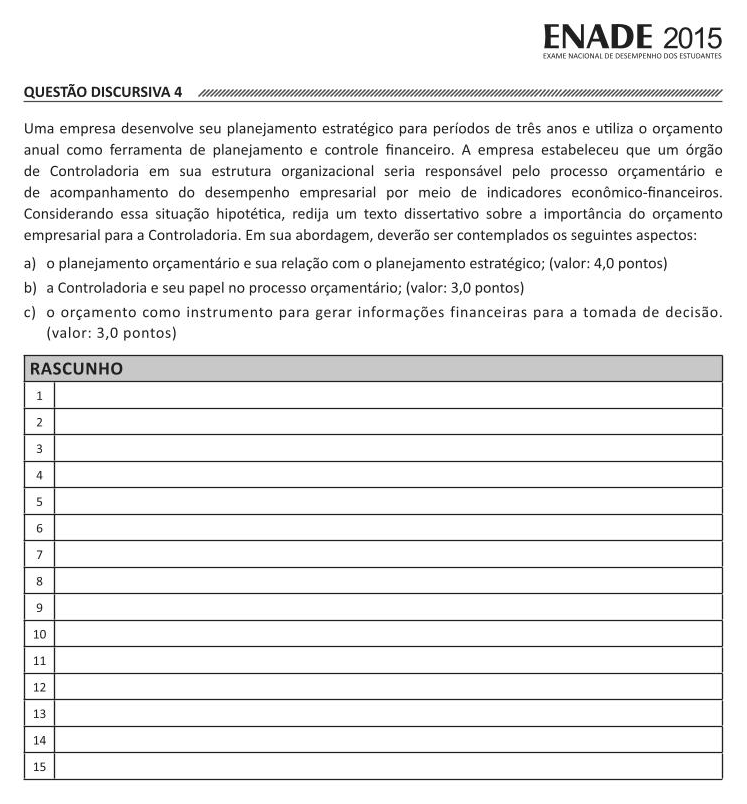 ENADE 2015
EXAME NACIONAL DE DESEMPENHO DOS ESTUDANTES
QUESTÃO DISCURSIVA 4
Uma empresa desenvolve seu planejamento estratégico para períodos de três anos e utiliza o orçamento
anual como ferramenta de planejamento e controle financeiro. A empresa estabeleceu que um órgão
de Controladoria em sua estrutura organizacional seria responsável pelo processo orçamentário e
de acompanhamento do desempenho empresarial por meio de indicadores econômico-financeiros.
Considerando essa situação hipotética, redija um texto dissertativo sobre a importância do orçamento
empresarial para a Controladoria. Em sua abordagem, deverão ser contemplados os seguintes aspectos:
a) o planejamento orçamentário e sua relação com o planejamento estratégico; (valor: 4,0 pontos)
b) a Controladoria e seu papel no processo orçamentário; (valor: 3,0 pontos)
c) o orçamento como instrumento para gerar informações financeiras para a tomada de decisão.
(valor: 3,0 pontos)
RASCUNHO
1
2
3
4
5
6
7
8
9
10
11
12
13
14
15